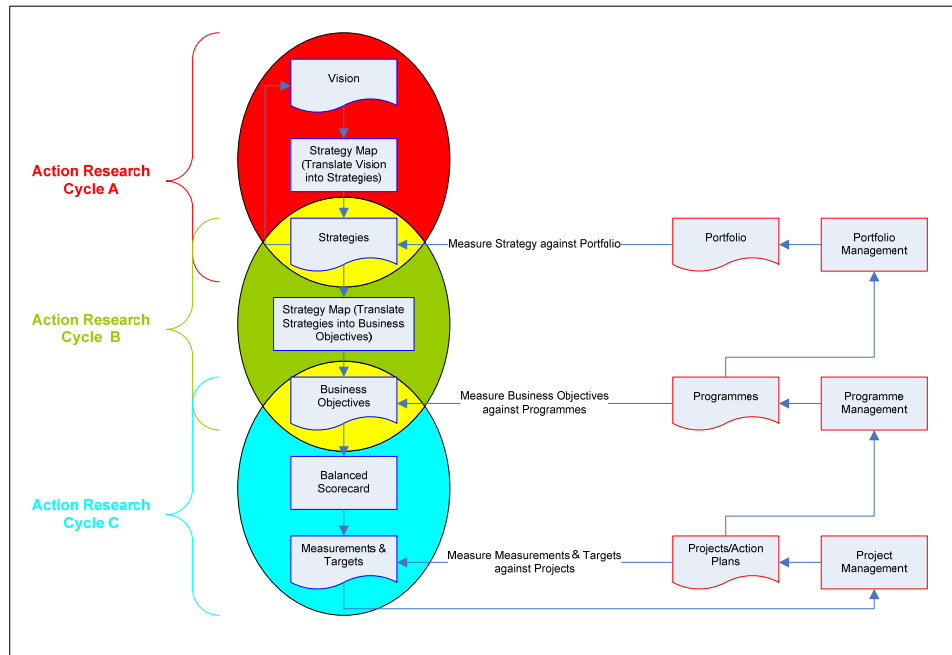 Vision
Strategy Map
(Translate Vision
into Strategies)
Action Research
Cycle A
Strategies
Measure Strategy against Portfolio
Portfolio
Portfolio
Management
Strategy Map (Translate
Strategies into Business
Objectives)
Action Research
Cycle B
Business
Objectives
Measure Business Objectives
against Programmes
Programmes
Programme
Management
Balanced
Scorecard
Action Research
Cycle C
Measurements &
Targets
Measure Measurements & Targets
against Projects
Projects/Action
Plans
Project
Management